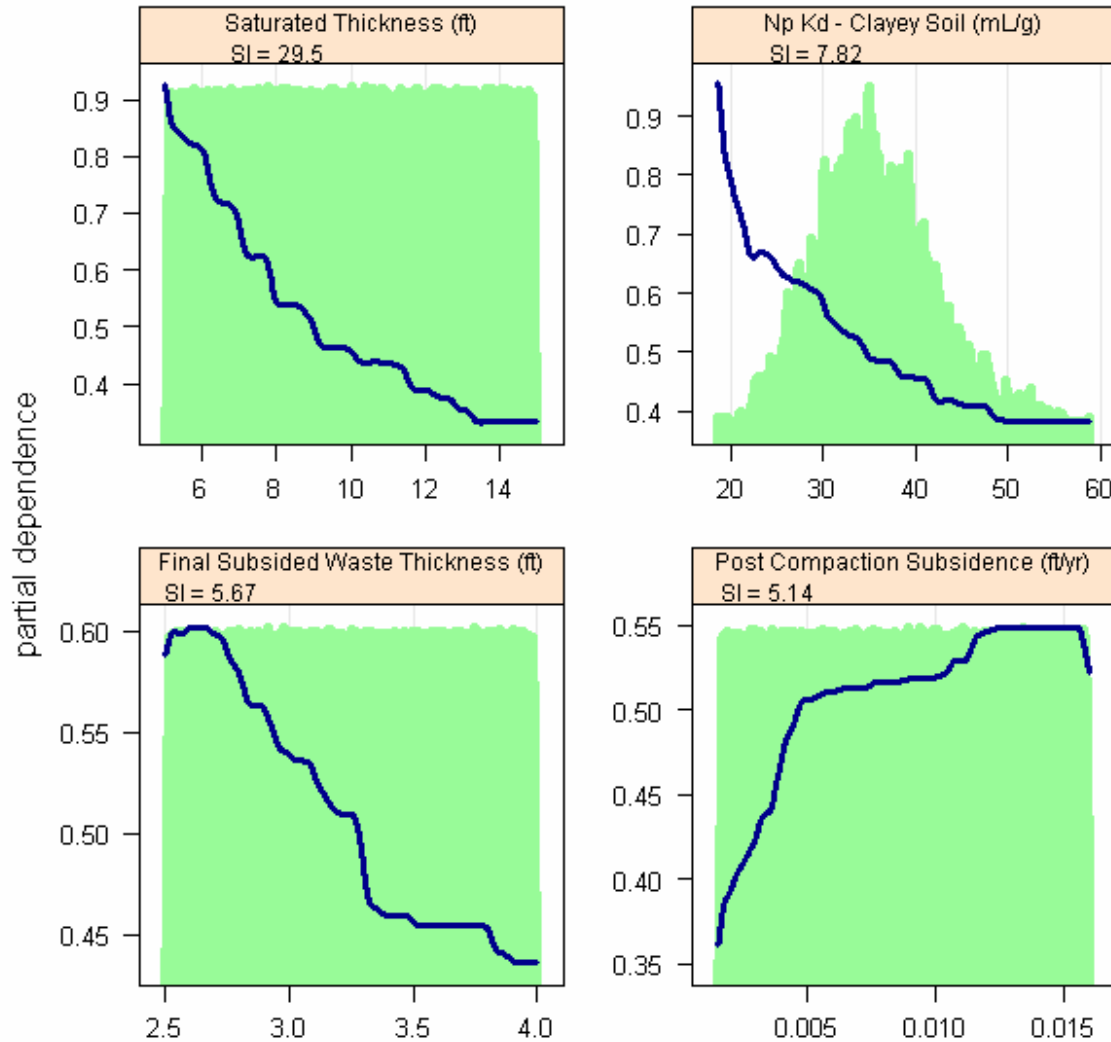 Saturated Thickness (ft)
SI = 29.5
Np Kd - Clayey Soil (mL/g)
SI = 7.82
0.9
0.8
0.7
0.6
0.5
0.4
6 8 10 12 14
0.9
0.8
0.7
0.6
0.5
0.4
20 30 40 50 60
partial dependence
Final Subsided Waste Thickness (ft)
SI = 5.67
Post Compaction Subsidence (ft/yr)
SI = 5.14
0.60
0.55
0.50
0.45
2.5 3.0 3.5 4.0
0.55
0.50
0.45
0.40
0.35
0.005 0.010 0.015